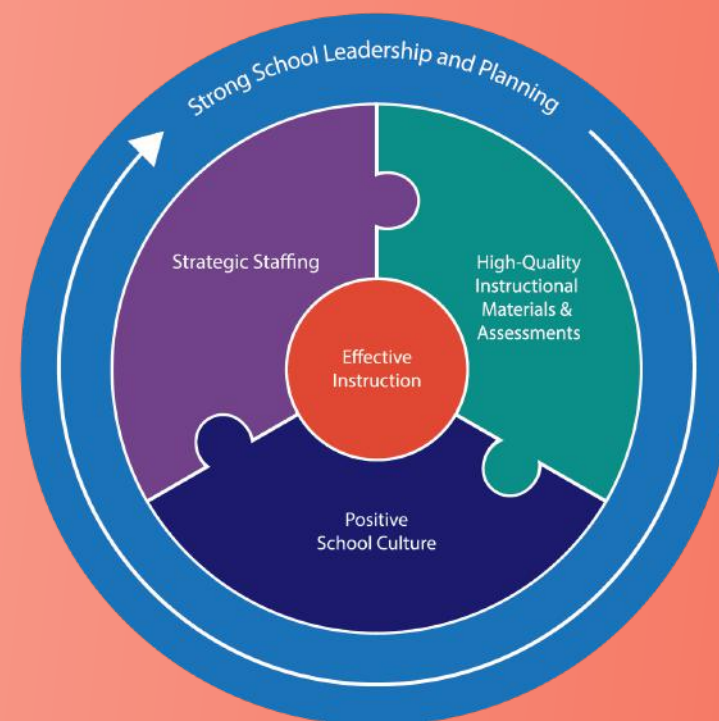 Strong School Leadership and Planning
Strategic Staffing
High-Quality
Instructional
Materials &
Assessments
Effective
Instruction
Positive
School Culture